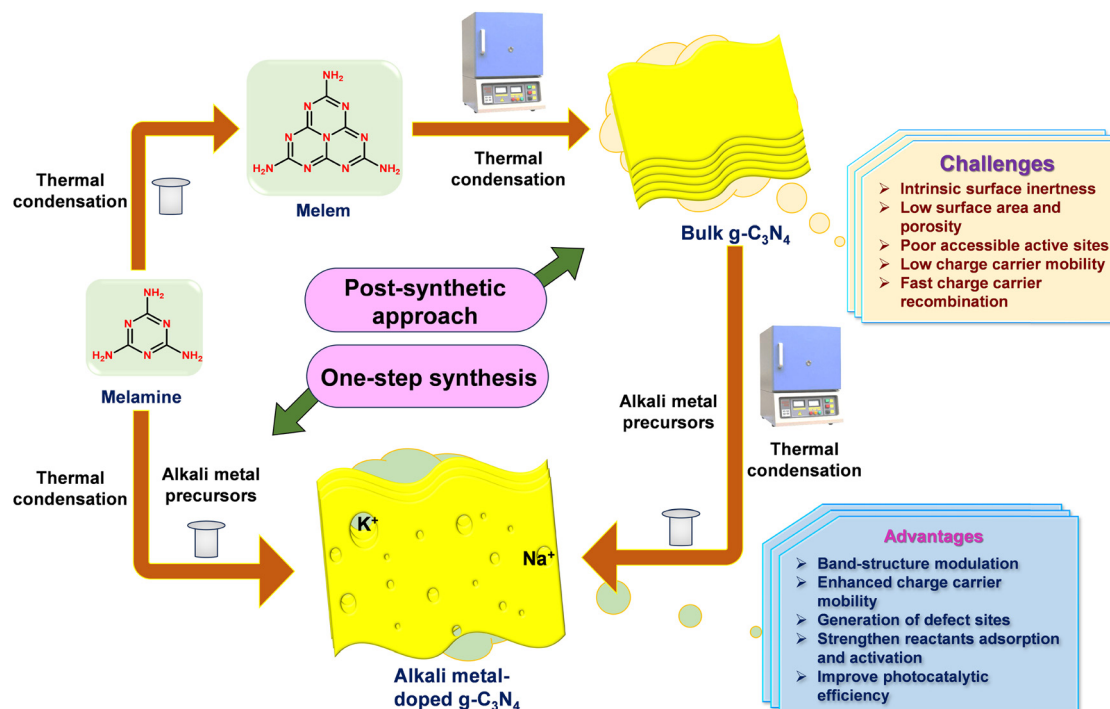 NH₂
N
N
N
N
N
N
N
H₂N
N
N
NH₂
Melem
Thermal
condensation
Thermal
condensation
Bulk g-C₃N₄
Challenges
Intrinsic surface inertness
Low surface area and
porosity
Poor accessible active sites
Low charge carrier mobility
Fast charge carrier
recombination
Post-synthetic
approach
One-step synthesis
NH₂
N
N
H₂N
N
NH₂
Melamine
Alkali metal
precursors
Thermal
condensation
Thermal
condensation
Alkali metal
precursors
K⁺
Na⁺
Alkali metal-
doped g-C₃N₄
Advantages
Band-structure modulation
Enhanced charge carrier
mobility
Generation of defect sites
Strengthen reactants adsorption
and activation
Improve photocatalytic
efficiency